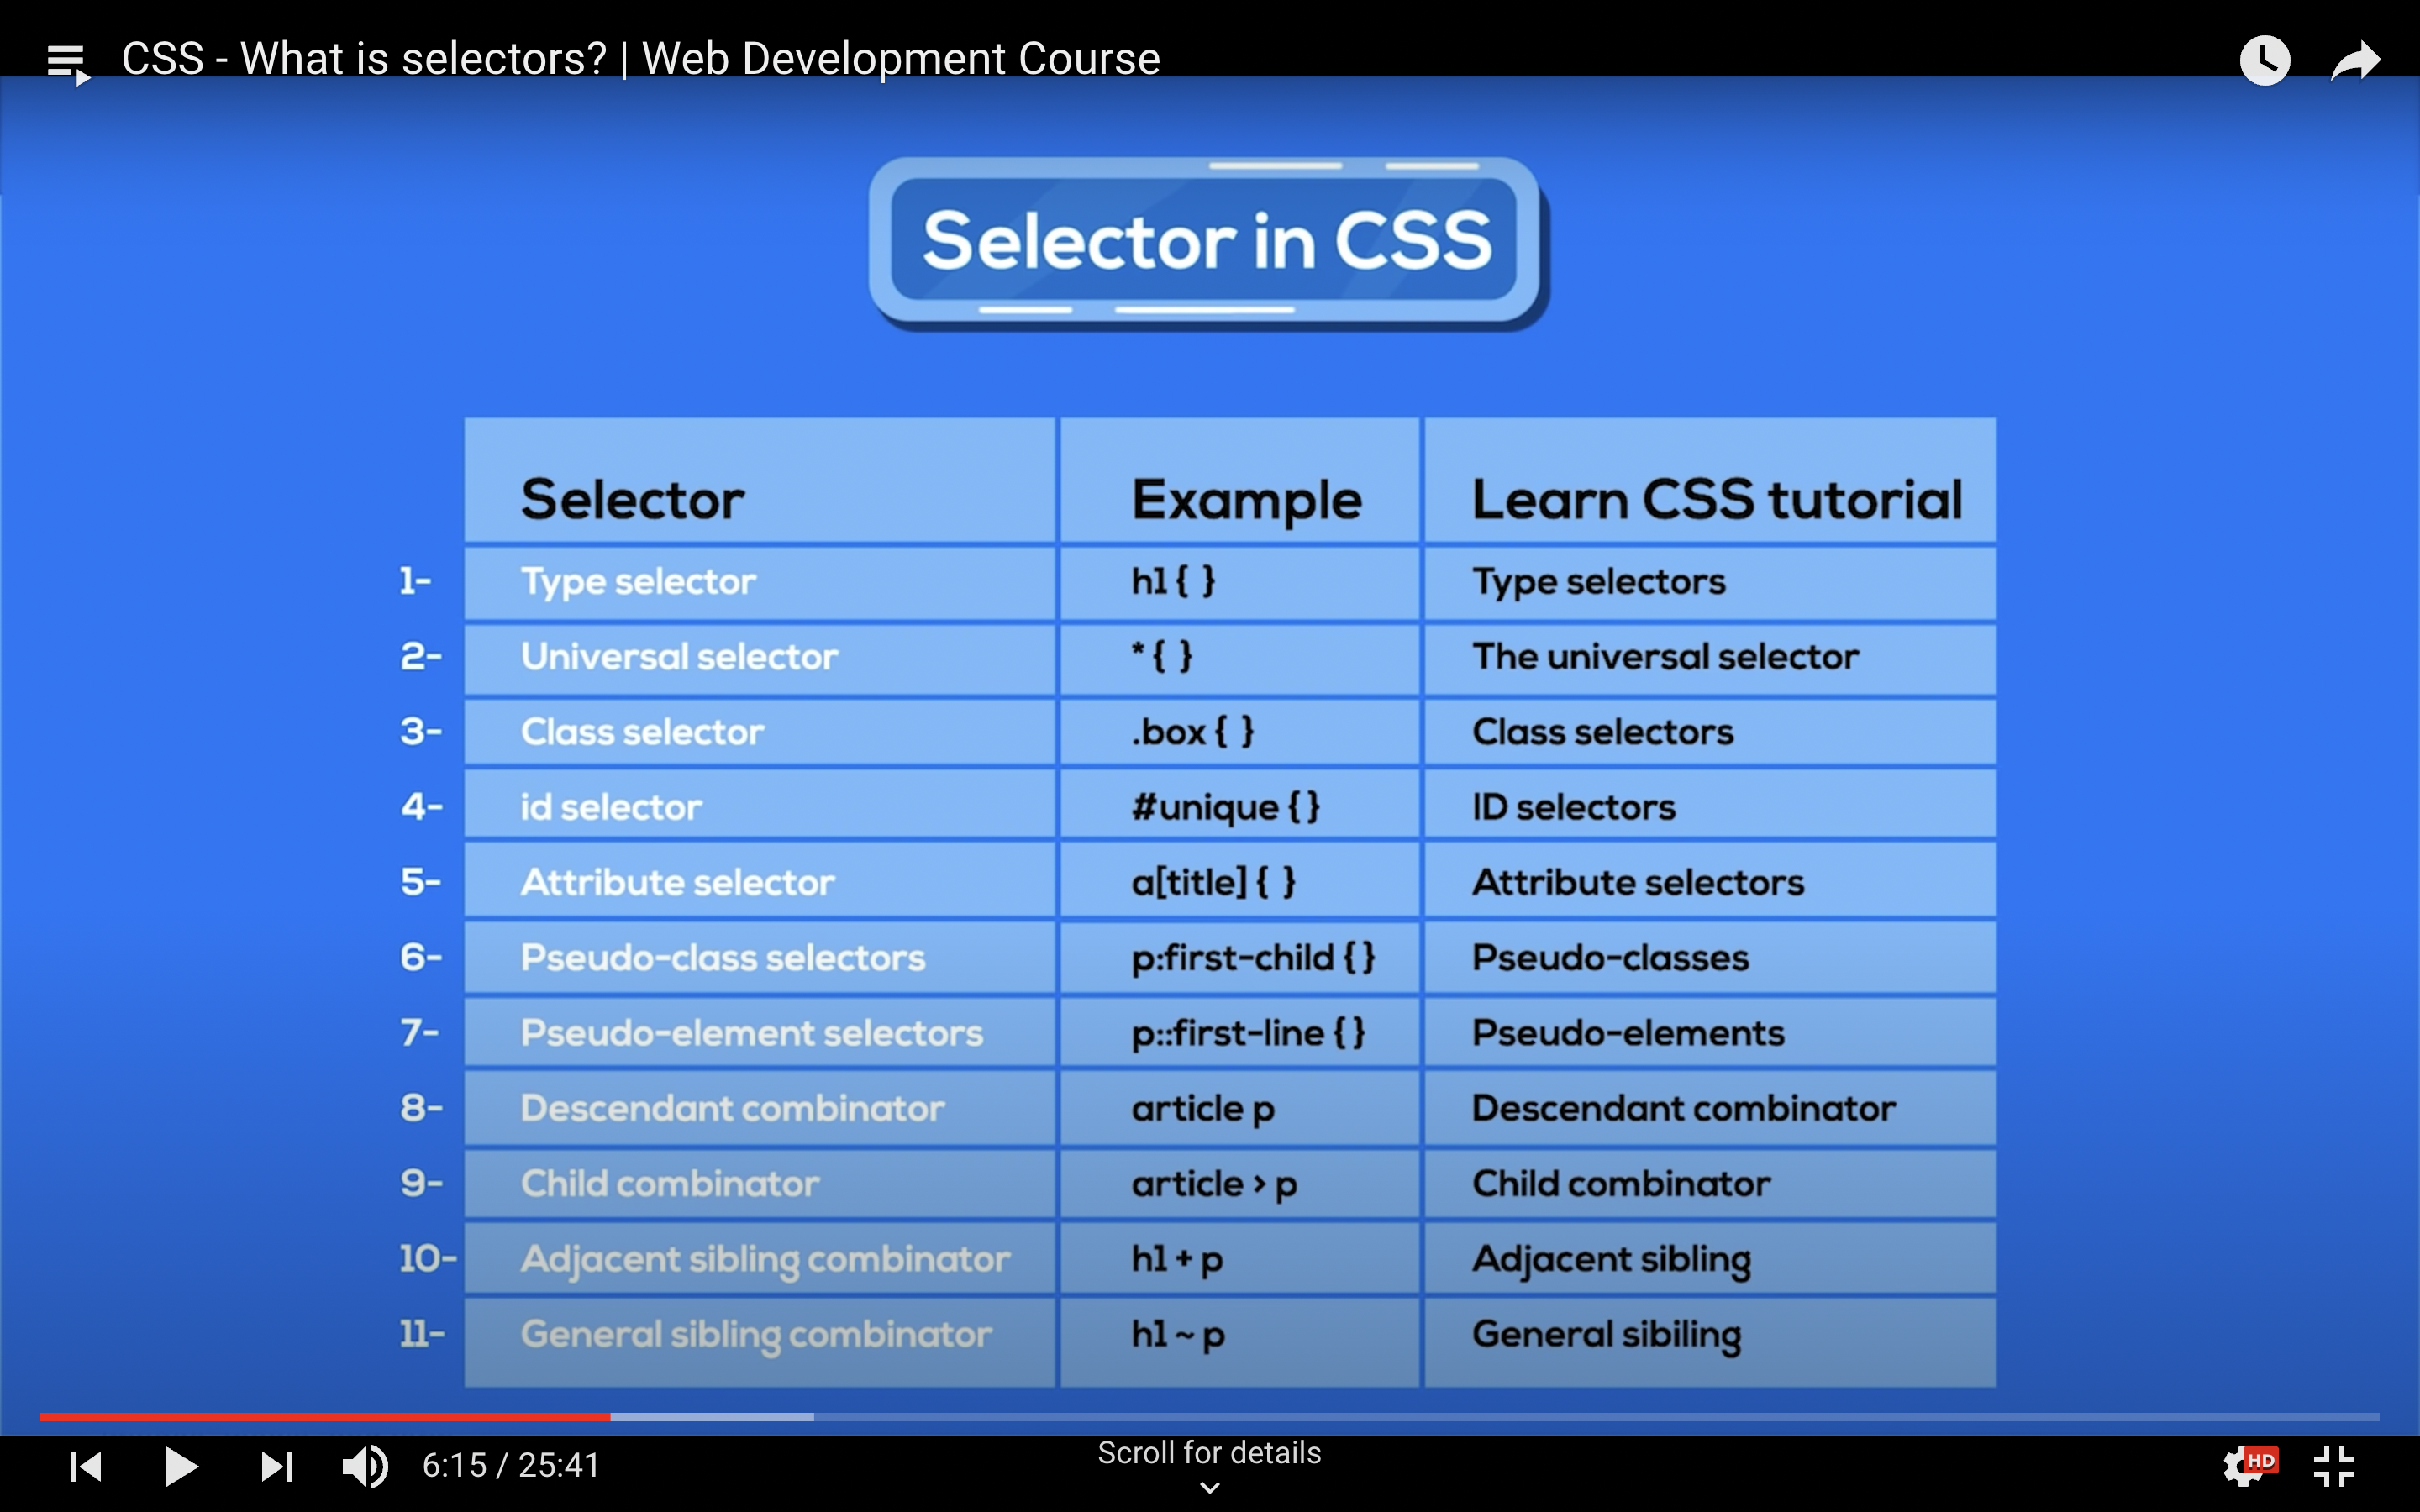 CSS - What is selectors? | Web Development Course
Selector in CSS
Selector Example Learn CSS tutorial
1- Type selector h1 { } Type selectors
2- Universal selector * { } The universal selector
3- Class selector .box { } Class selectors
4- id selector #unique {} ID selectors
5- Attribute selector a[title] { } Attribute selectors
6- Pseudo-class selectors p:first-child {} Pseudo-classes
7- Pseudo-element selectors p::first-line {} Pseudo-elements
8- Descendant combinator article p Descendant combinator
9- Child combinator article > p Child combinator
10- Adjacent sibling combinator h1 + p Adjacent sibling
11- General sibling combinator h1 ~ p General sibiling
6:15 / 25:41
Scroll for details
HD